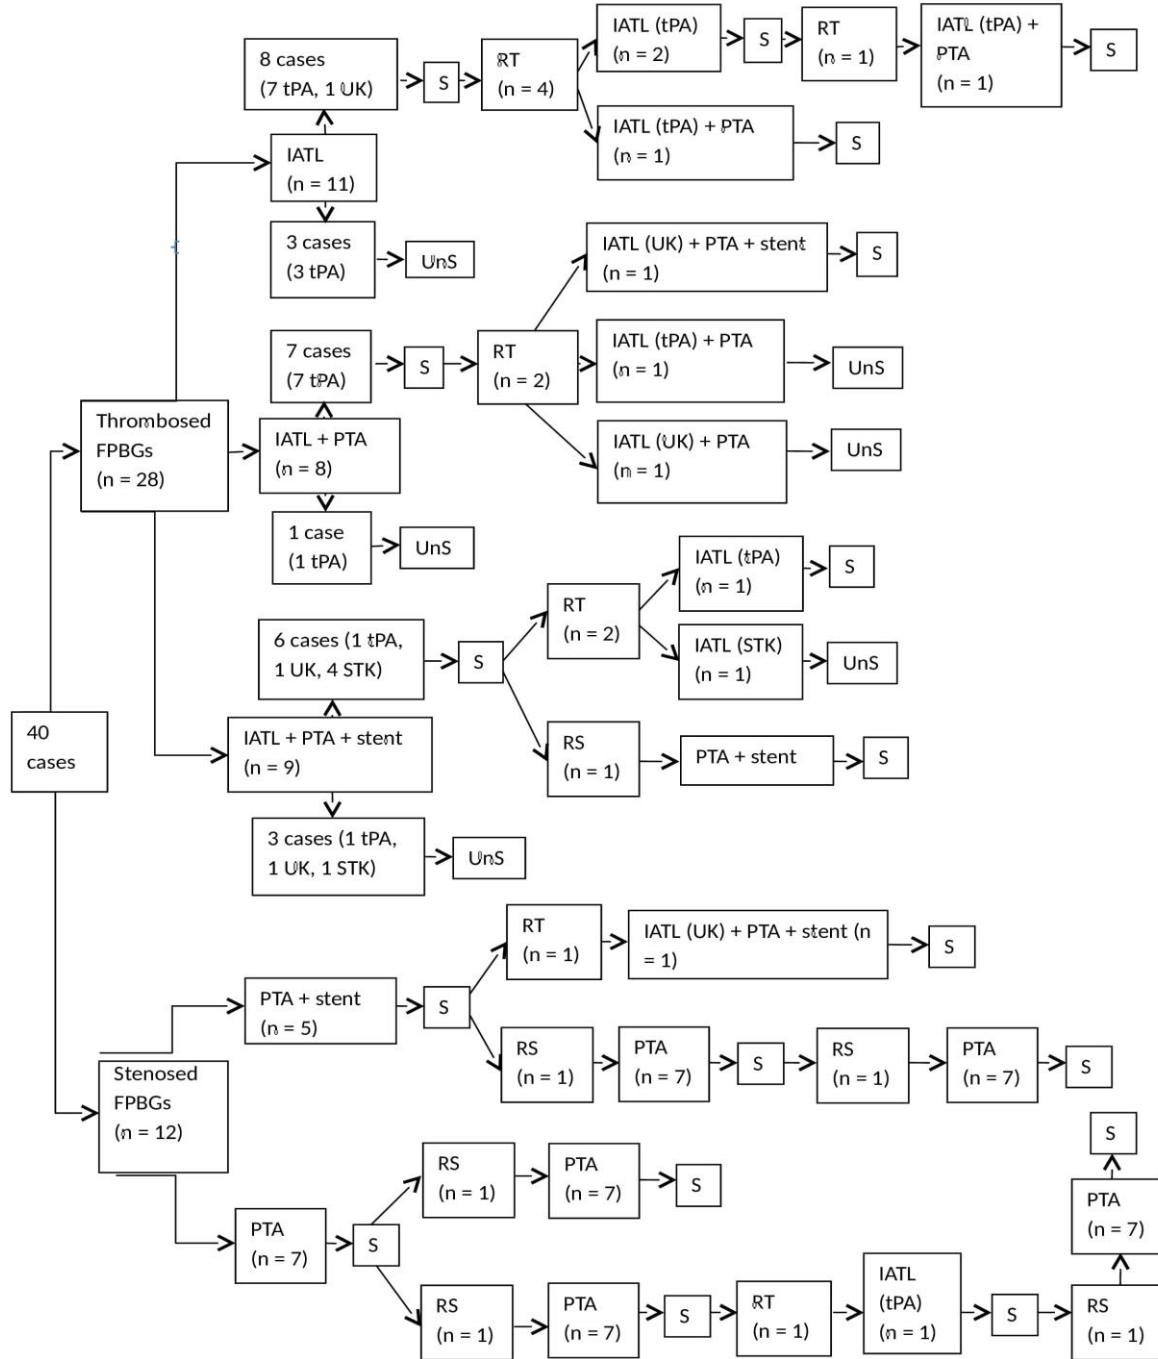 40
cases
Thrombosed
FPBGs
(n = 28)
IATL
(n = 11)
8 cases
(7 tPA, 1 UK)
S
RT
(n = 4)
IATL (tPA)
(n = 2)
S
RT
(n = 1)
IATL (tPA) +
PTA
(n = 1)
S
IATL (tPA) + PTA
(n = 1)
S
3 cases
(3 tPA)
UnS
IATL + PTA
(n = 8)
7 cases
(7 tPA)
S
RT
(n = 2)
IATL (UK) + PTA + stent
(n = 1)
S
IATL (tPA) + PTA
(n = 1)
UnS
IATL (UK) + PTA
(n = 1)
UnS
1 case
(1 tPA)
UnS
IATL + PTA + stent
(n = 9)
6 cases (1 tPA,
1 UK, 4 STK)
S
RT
(n = 2)
IATL (tPA)
(n = 1)
S
IATL (STK)
(n = 1)
UnS
RS
(n = 1)
PTA + stent
S
3 cases (1 tPA,
1 UK, 1 STK)
UnS
Stenosed
FPBGs
(n = 12)
PTA + stent
(n = 5)
S
RT
(n = 1)
IATL (UK) + PTA + stent (n
= 1)
S
RS
(n = 1)
PTA
(n = 7)
S
RS
(n = 1)
PTA
(n = 7)
S
PTA
(n = 7)
S
RS
(n = 1)
PTA
(n = 7)
S
RS
(n = 1)
PTA
(n = 7)
S
RT
(n = 1)
IATL
(tPA)
(n = 1)
S
RS
(n = 1)
PTA
(n = 7)
S